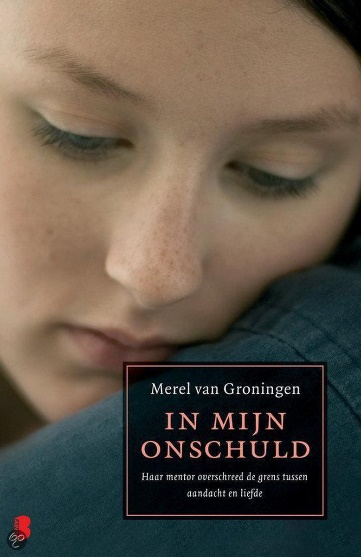 Merel van Groningen
IN MIJN
ONSCHULD
Haar mentor overschreed de grens tussen
aandacht en liefde